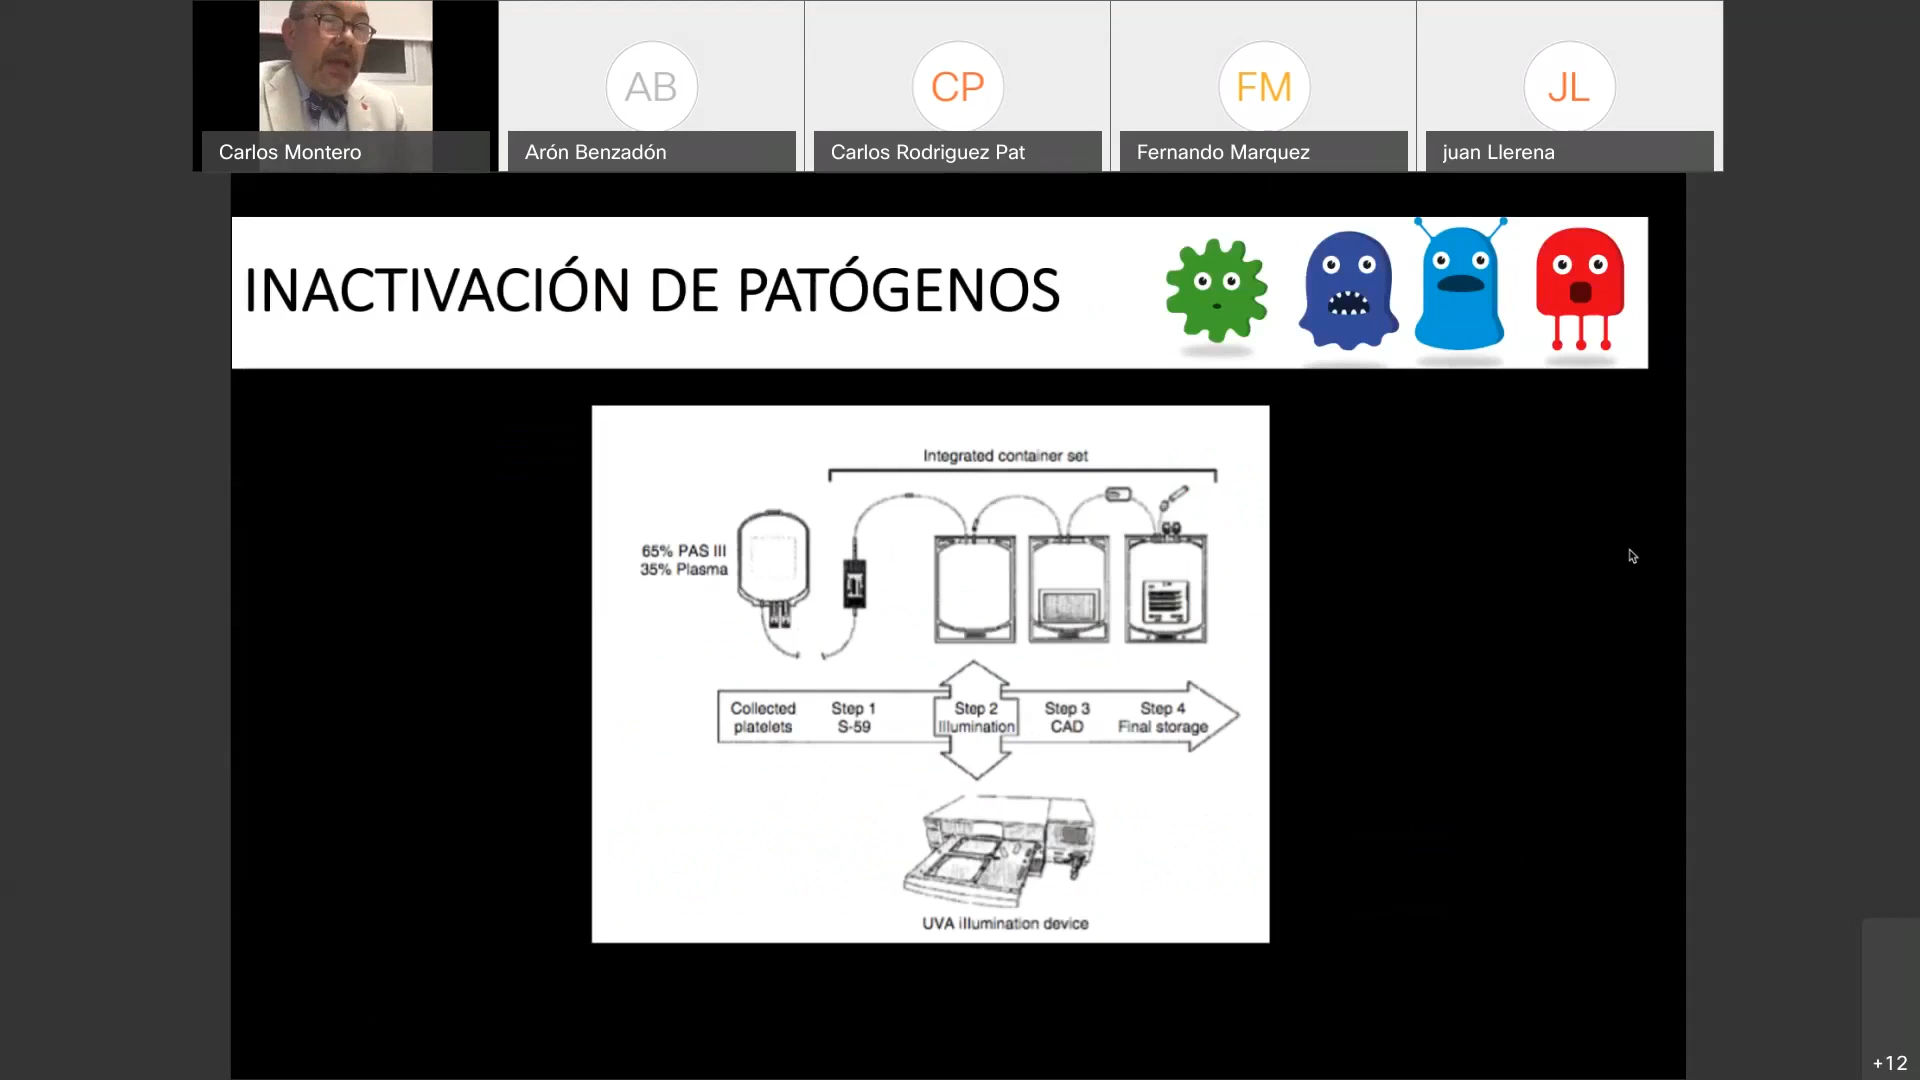 AB
CP
FM
JL
Carlos Montero
Arón Benzadón
Carlos Rodriguez Pat
Fernando Marquez
juan Llerena
INACTIVACIÓN DE PATÓGENOS
Integrated container set
65% PAS III
35% Plasma
Collected
platelets
Step 1
S-59
Step 2
Illumination
Step 3
CAD
Step 4
Final storage
UVA illumination device
+12